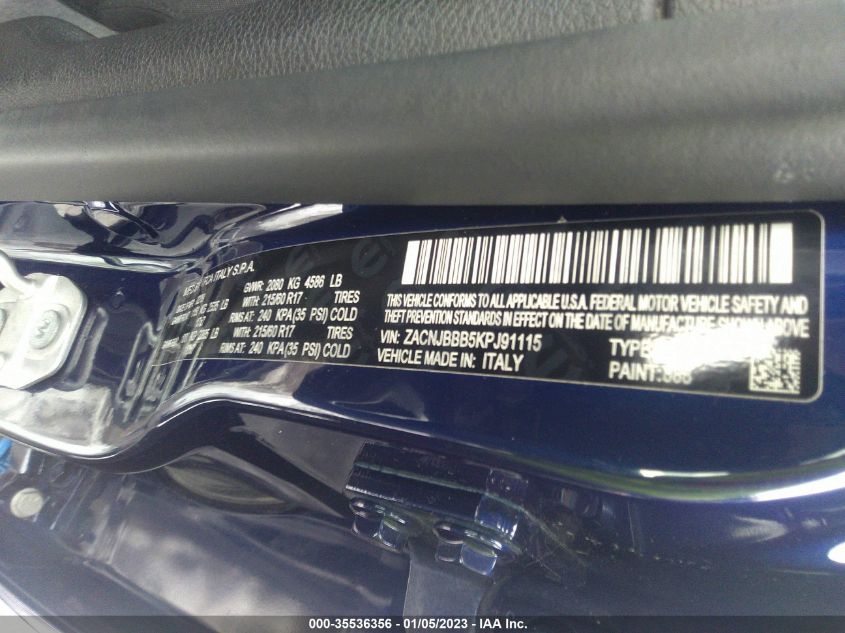 FCA ITALY S.P.A.
GVWR: 2080 KG 4586 LB
WITH: 215/60 R17 TIRES
RIMS AT: 240 KPA(35 PSI) COLD
WITH: 215/60 R17 TIRES
RIMS AT: 240 KPA(35 PSI) COLD
THIS VEHICLE CONFORMS TO ALL APPLICABLE U.S.A. FEDERAL MOTOR VEHICLE SAFETY AND
THEFT PREVENTION STANDARDS IN EFFECT ON THE DATE OF MANUFACTURE SHOWN ABOVE
VIN: ZACNJBBB5KPJ91115
VEHICLE MADE IN: ITALY
PAINT:
000-35536356 - 01/05/2023 - IAA Inc.